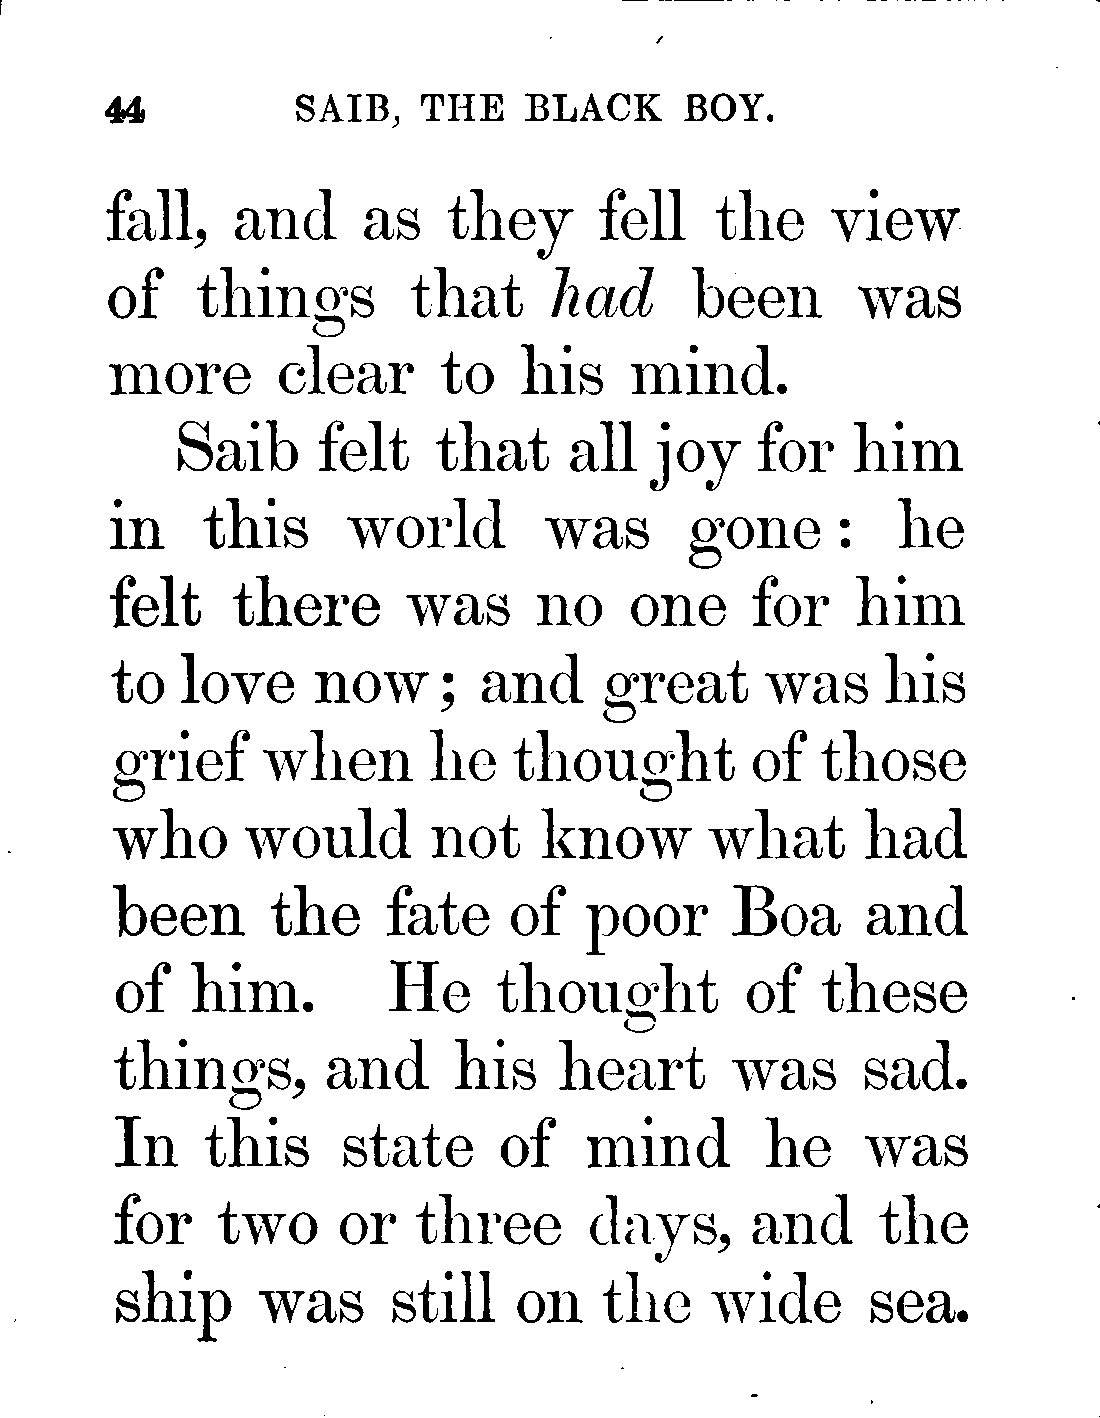 44 SAIB, THE BLACK BOY.
fall, and as they fell the view
of things that had been was
more clear to his mind.
Saib felt that all joy for him
in this world was gone: he
felt there was no one for him
to love now; and great was his
grief when he thought of those
who would not know what had
been the fate of poor Boa and
of him. He thought of these
things, and his heart was sad.
In this state of mind he was
for two or three days, and the
ship was still on the wide sea.